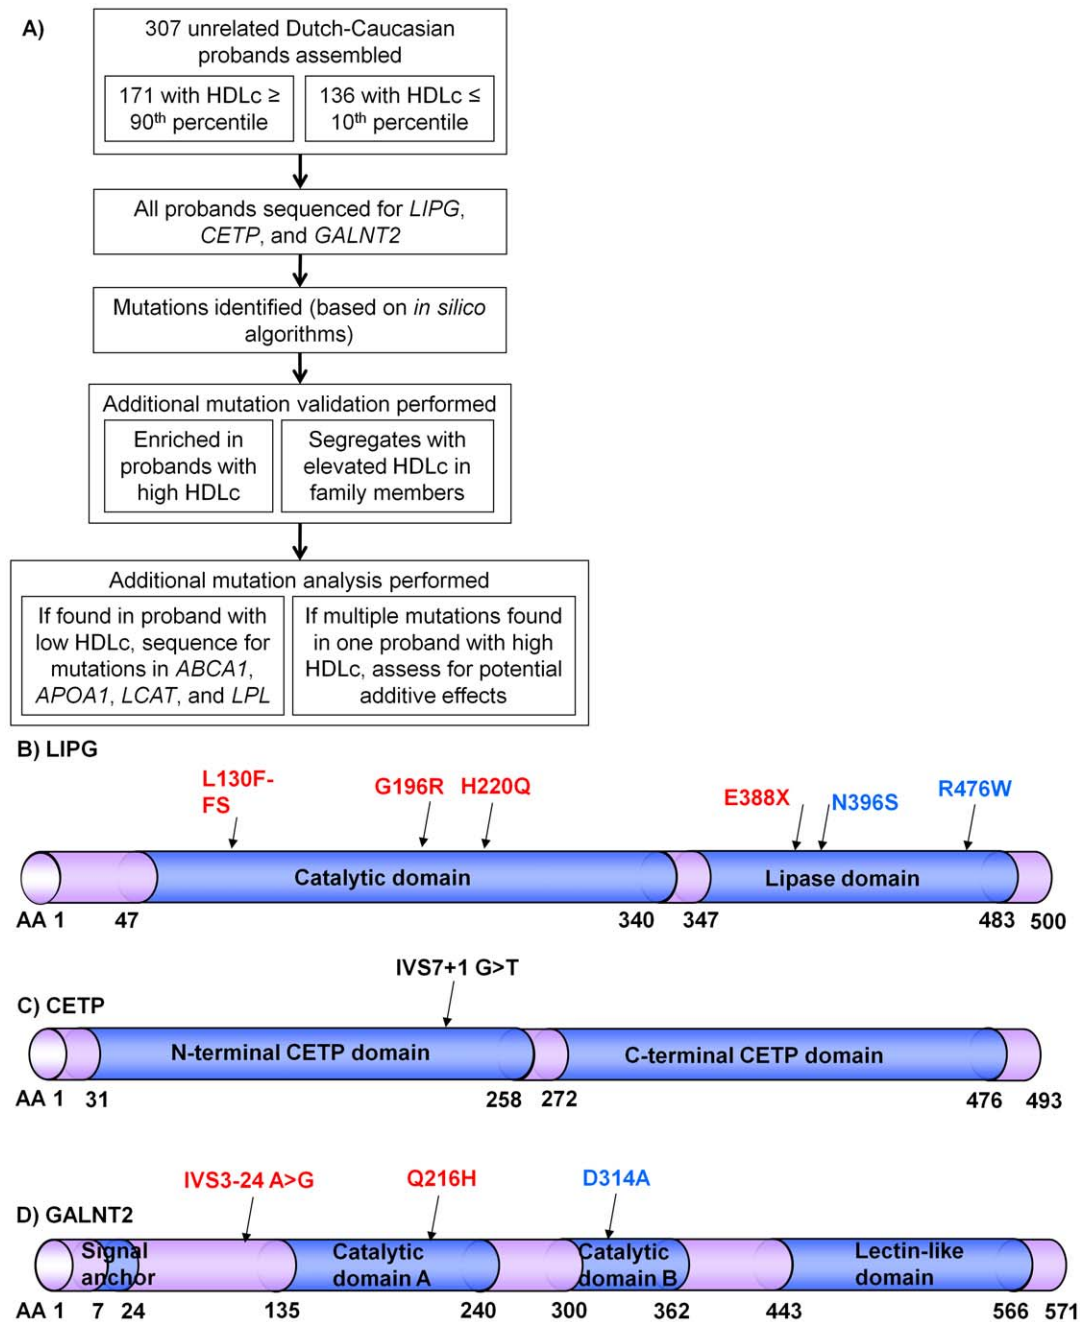 A)
307 unrelated Dutch-Caucasian
probands assembled
171 with HDLc ≥
90th percentile
136 with HDLc ≤
10th percentile
All probands sequenced for LIPG,
CETP, and GALNT2
Mutations identified (based on in silico
algorithms)
Additional mutation validation performed
Enriched in
probands with
high HDLc
Segregates with
elevated HDLc in
family members
Additional mutation analysis performed
If found in proband with
low HDLc, sequence for
mutations in ABCA1,
APOA1, LCAT, and LPL
If multiple mutations found
in one proband with high
HDLc, assess for potential
additive effects
B) LIPG
L130F-
FS
G196R
H220Q
E388X
N396S
R476W
Catalytic domain
Lipase domain
AA 1 47 340 347 483 500
IVS7+1 G>T
C) CETP
N-terminal CETP domain
C-terminal CETP domain
AA 1 31 258 272 476 493
IVS3-24 A>G
Q216H
D314A
D) GALNT2
Signal
anchor
Catalytic
domain A
Catalytic
domain B
Lectin-like
domain
AA 1 7 24 135 240 300 362 443 566 571